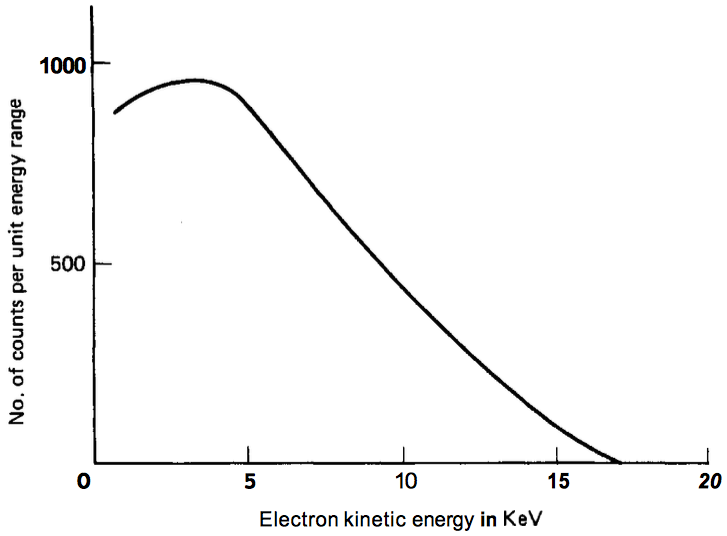 1000
No. of counts per unit energy range
500
0 5 10 15 20
Electron kinetic energy in KeV